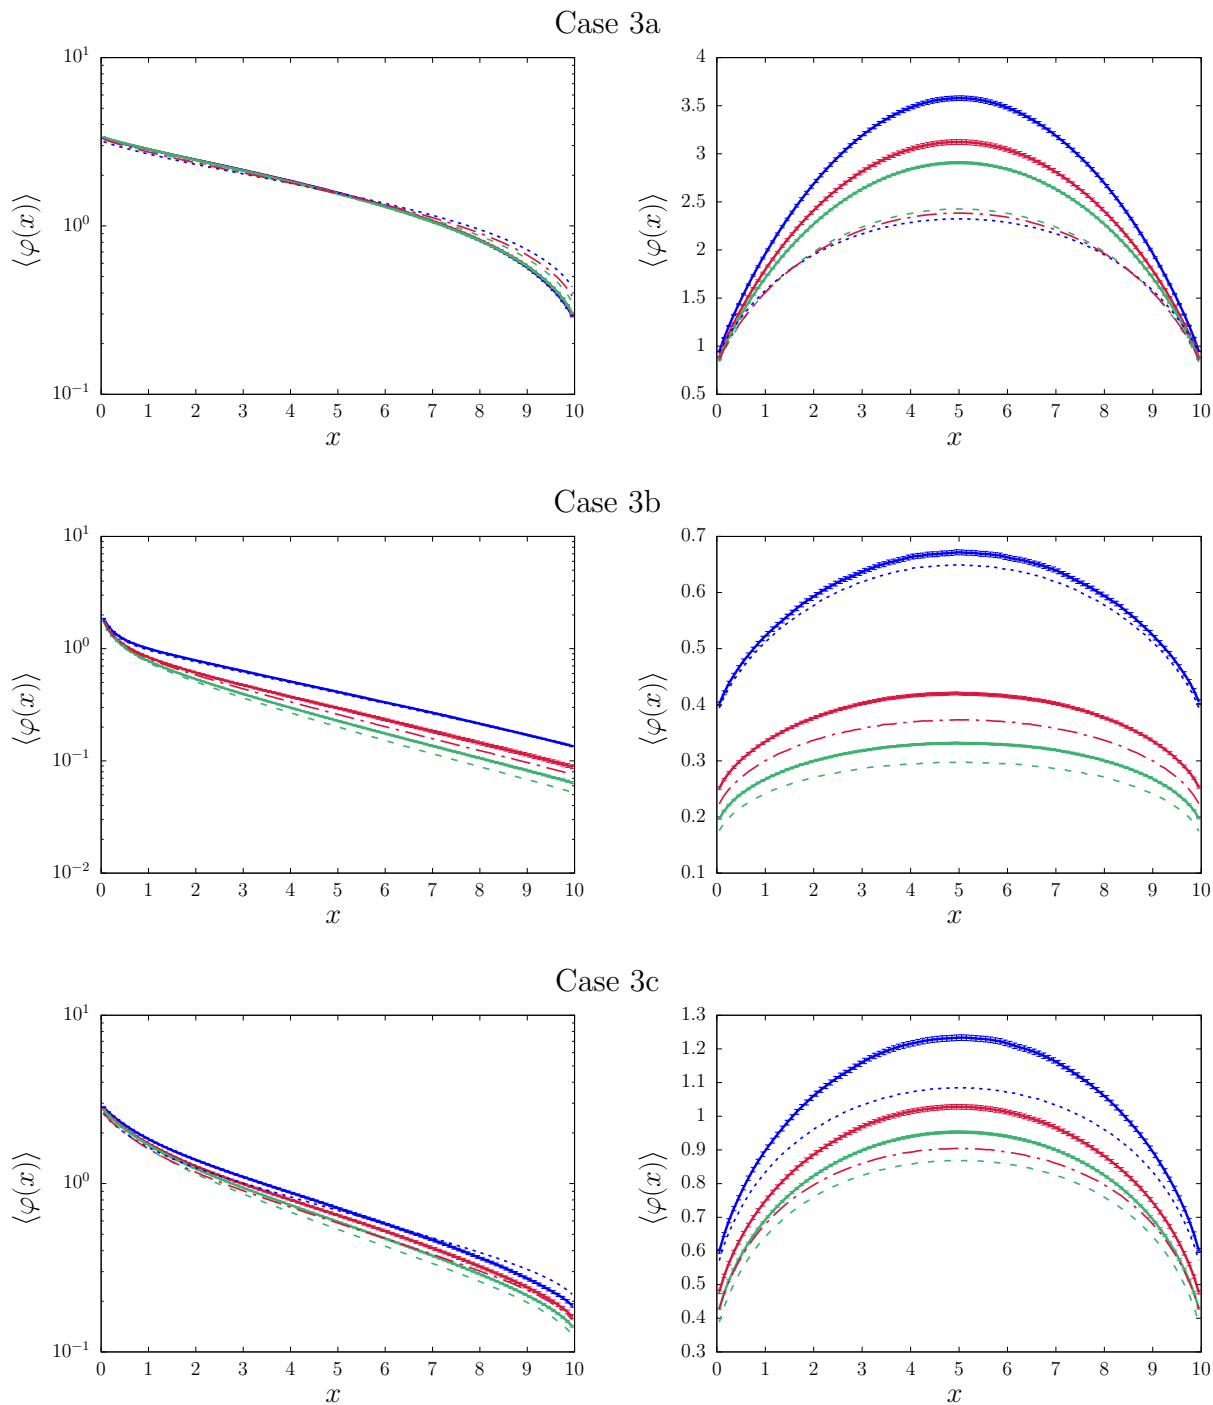 Case 3a
10^1
10^0
10^-1
⟨φ(x)⟩
0 1 2 3 4 5 6 7 8 9 10
x
4
3.5
3
2.5
2
1.5
1
0.5
⟨φ(x)⟩
0 1 2 3 4 5 6 7 8 9 10
x
Case 3b
10^1
10^0
10^-1
10^-2
⟨φ(x)⟩
0 1 2 3 4 5 6 7 8 9 10
x
0.7
0.6
0.5
0.4
0.3
0.2
0.1
⟨φ(x)⟩
0 1 2 3 4 5 6 7 8 9 10
x
Case 3c
10^1
10^0
10^-1
⟨φ(x)⟩
0 1 2 3 4 5 6 7 8 9 10
x
1.3
1.2
1.1
1
0.9
0.8
0.7
0.6
0.5
0.4
0.3
⟨φ(x)⟩
0 1 2 3 4 5 6 7 8 9 10
x